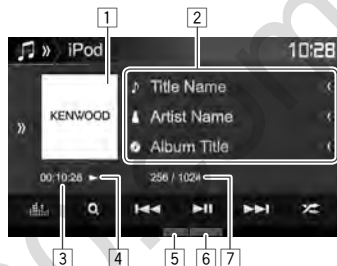 1 2
iPod 10:28
KENWOOD
Title Name
Artist Name
Album Title
00:10:26 256 / 1024
3 4 5 6 7